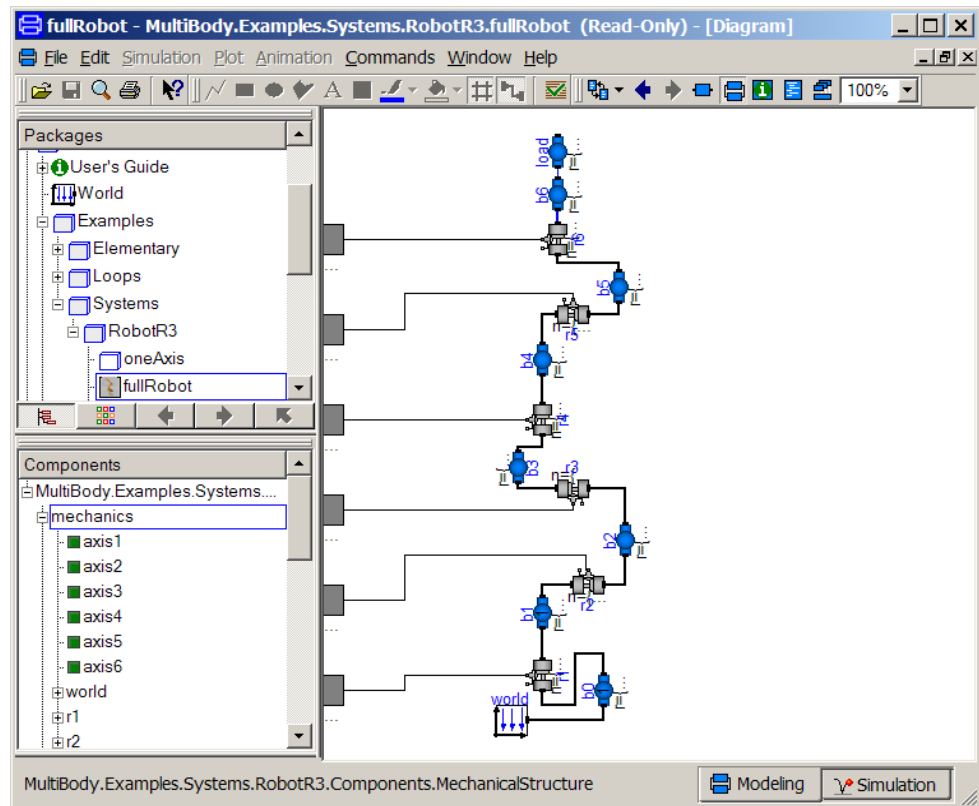 fullRobot - MultiBody.Examples.Systems.RobotR3.fullRobot (Read-Only) - [Diagram]
File Edit Simulation Plot Animation Commands Window Help
A 100%
Packages
User's Guide
World
Examples
Elementary
Loops
Systems
RobotR3
oneAxis
fullRobot
Components
MultiBody.Examples.Systems....
mechanics
axis1
axis2
axis3
axis4
axis5
axis6
world
r1
r2
load
b6
r6
b5
n=
r5
b4
r4
b3
n=
r3
b2
n=
r2
b1
r1
b0
world
MultiBody.Examples.Systems.RobotR3.Components.MechanicalStructure
Modeling
Simulation